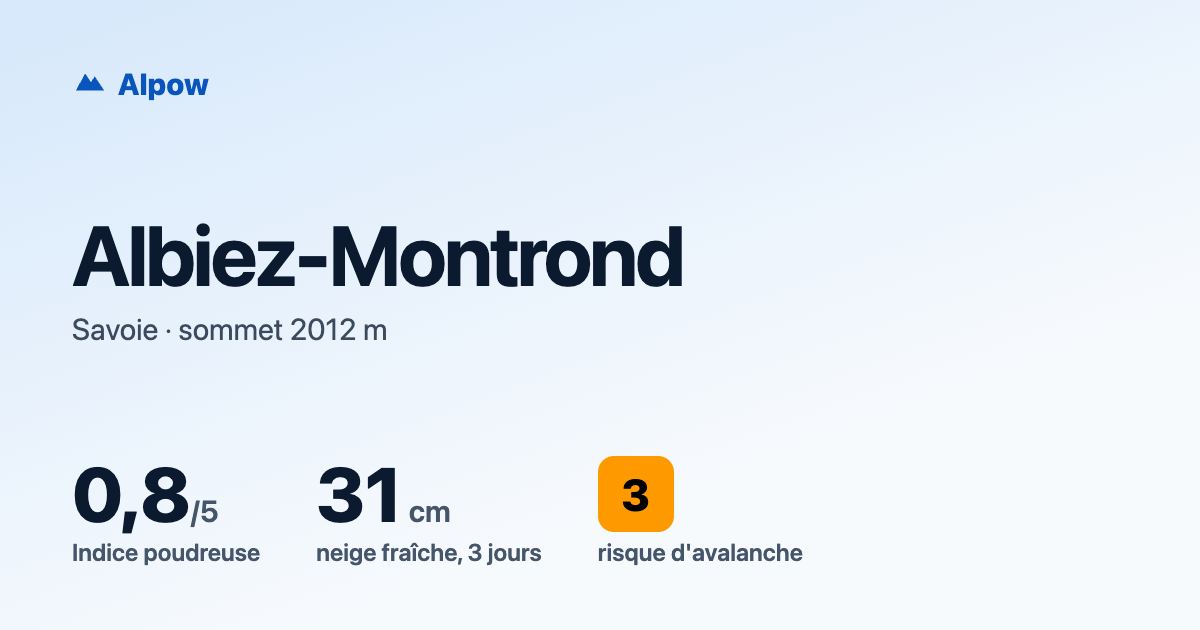 Alpow
Albiez-Montrond
Savoie · sommet 2012 m
0,8/5
Indice poudreuse
31 cm
neige fraîche, 3 jours
3
risque d'avalanche